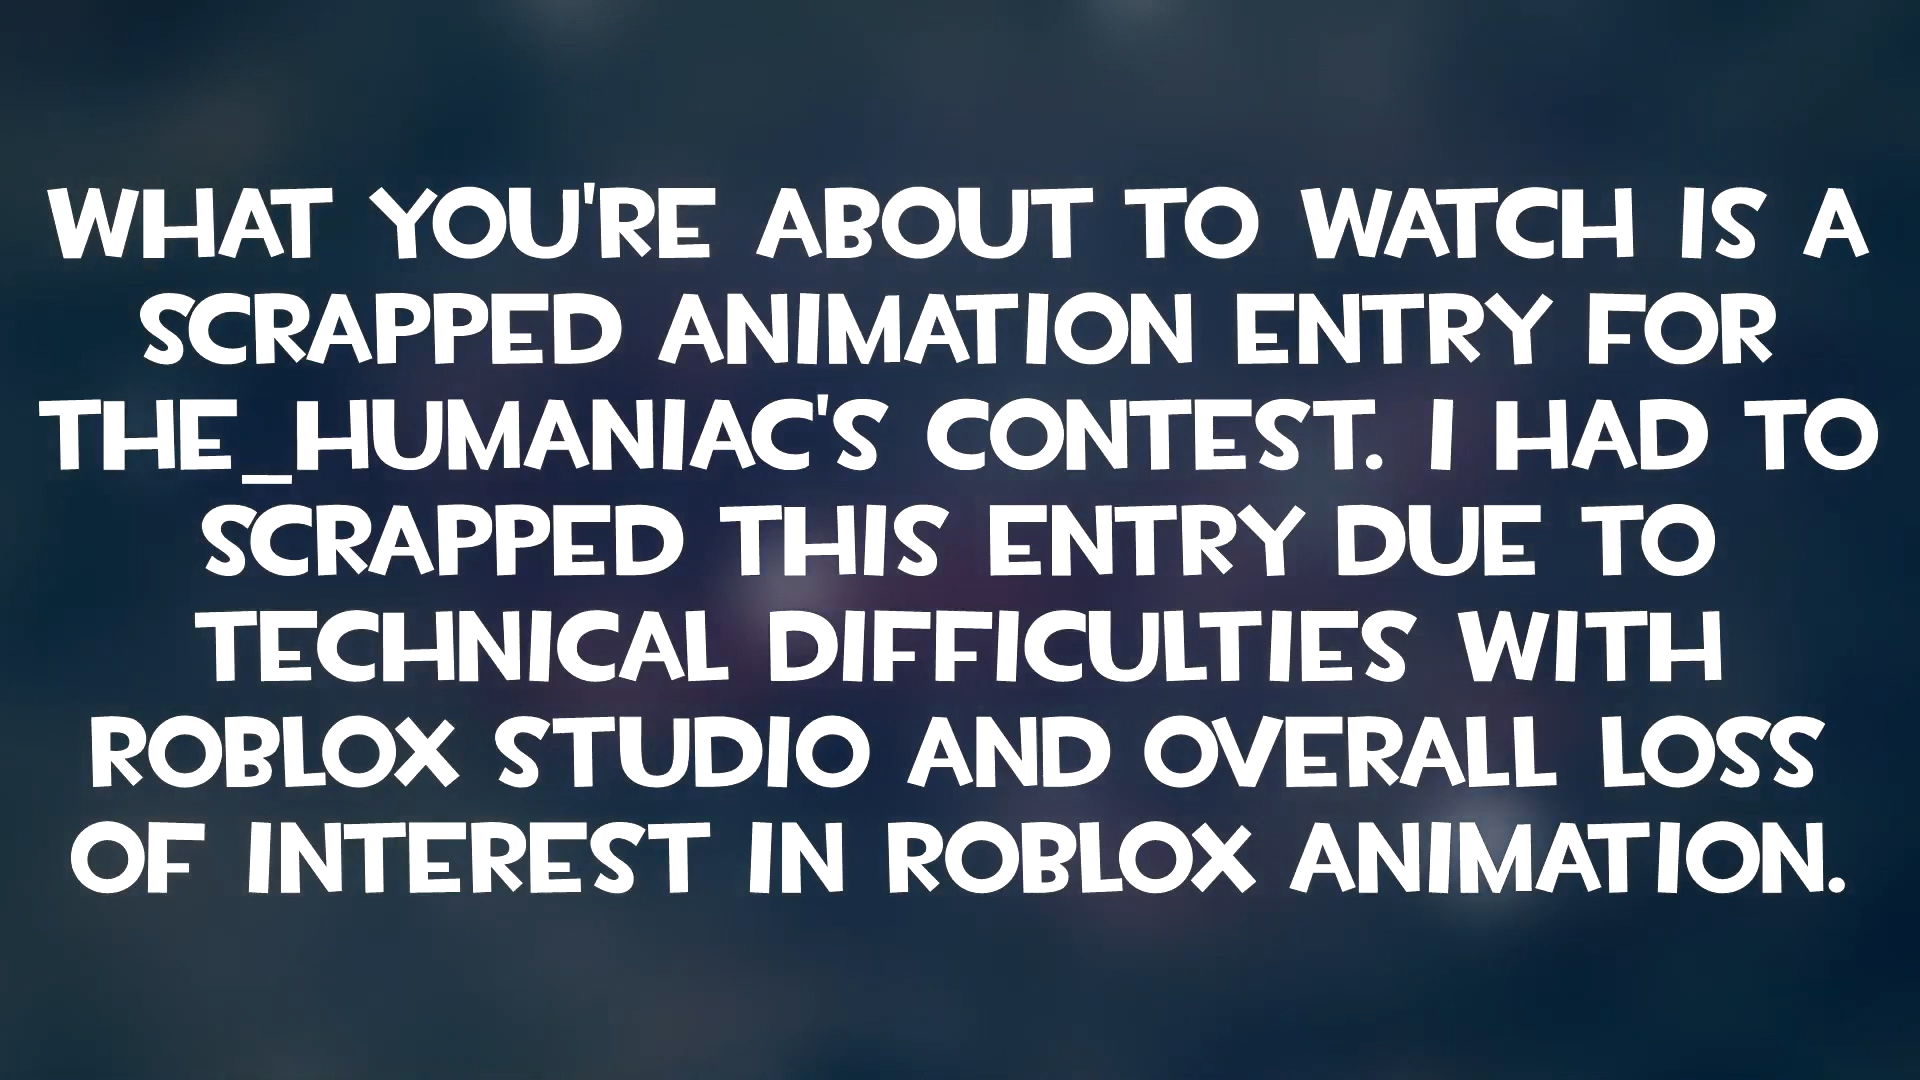 WHAT YOU'RE ABOUT TO WATCH IS A
SCRAPPED ANIMATION ENTRY FOR
THE_HUMANIAC'S CONTEST. I HAD TO
SCRAPPED THIS ENTRY DUE TO
TECHNICAL DIFFICULTIES WITH
ROBLOX STUDIO AND OVERALL LOSS
OF INTEREST IN ROBLOX ANIMATION.